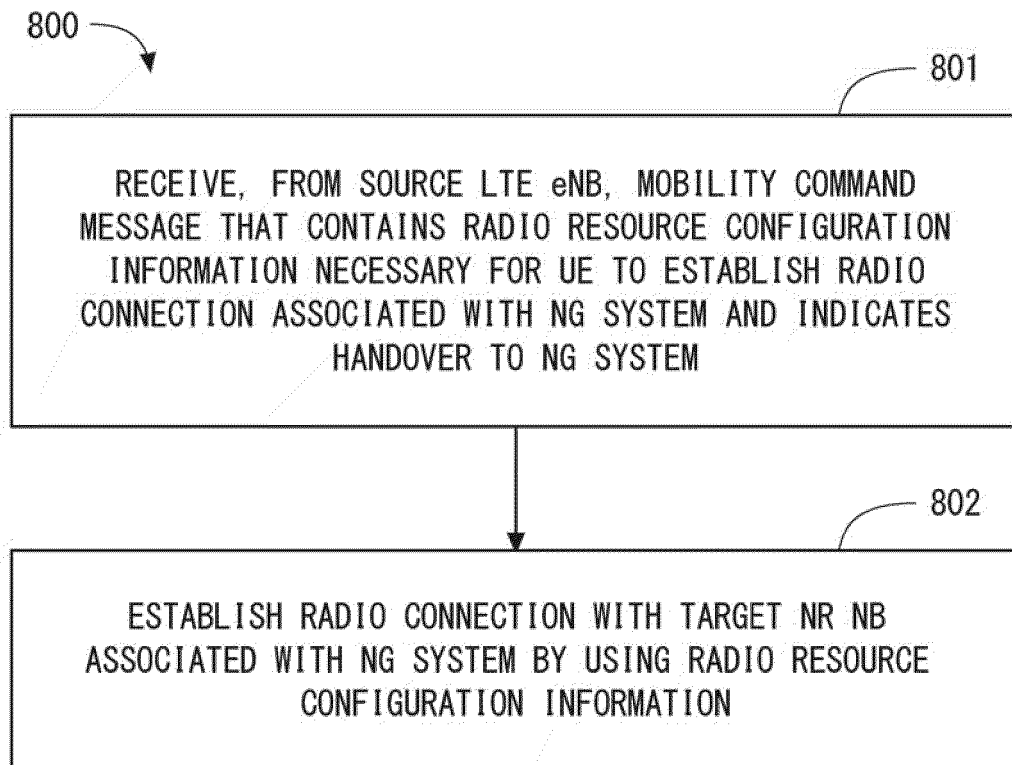 800
801
RECEIVE, FROM SOURCE LTE eNB, MOBILITY COMMAND
MESSAGE THAT CONTAINS RADIO RESOURCE CONFIGURATION
INFORMATION NECESSARY FOR UE TO ESTABLISH RADIO
CONNECTION ASSOCIATED WITH NG SYSTEM AND INDICATES
HANDOVER TO NG SYSTEM
802
ESTABLISH RADIO CONNECTION WITH TARGET NR NB
ASSOCIATED WITH NG SYSTEM BY USING RADIO RESOURCE
CONFIGURATION INFORMATION